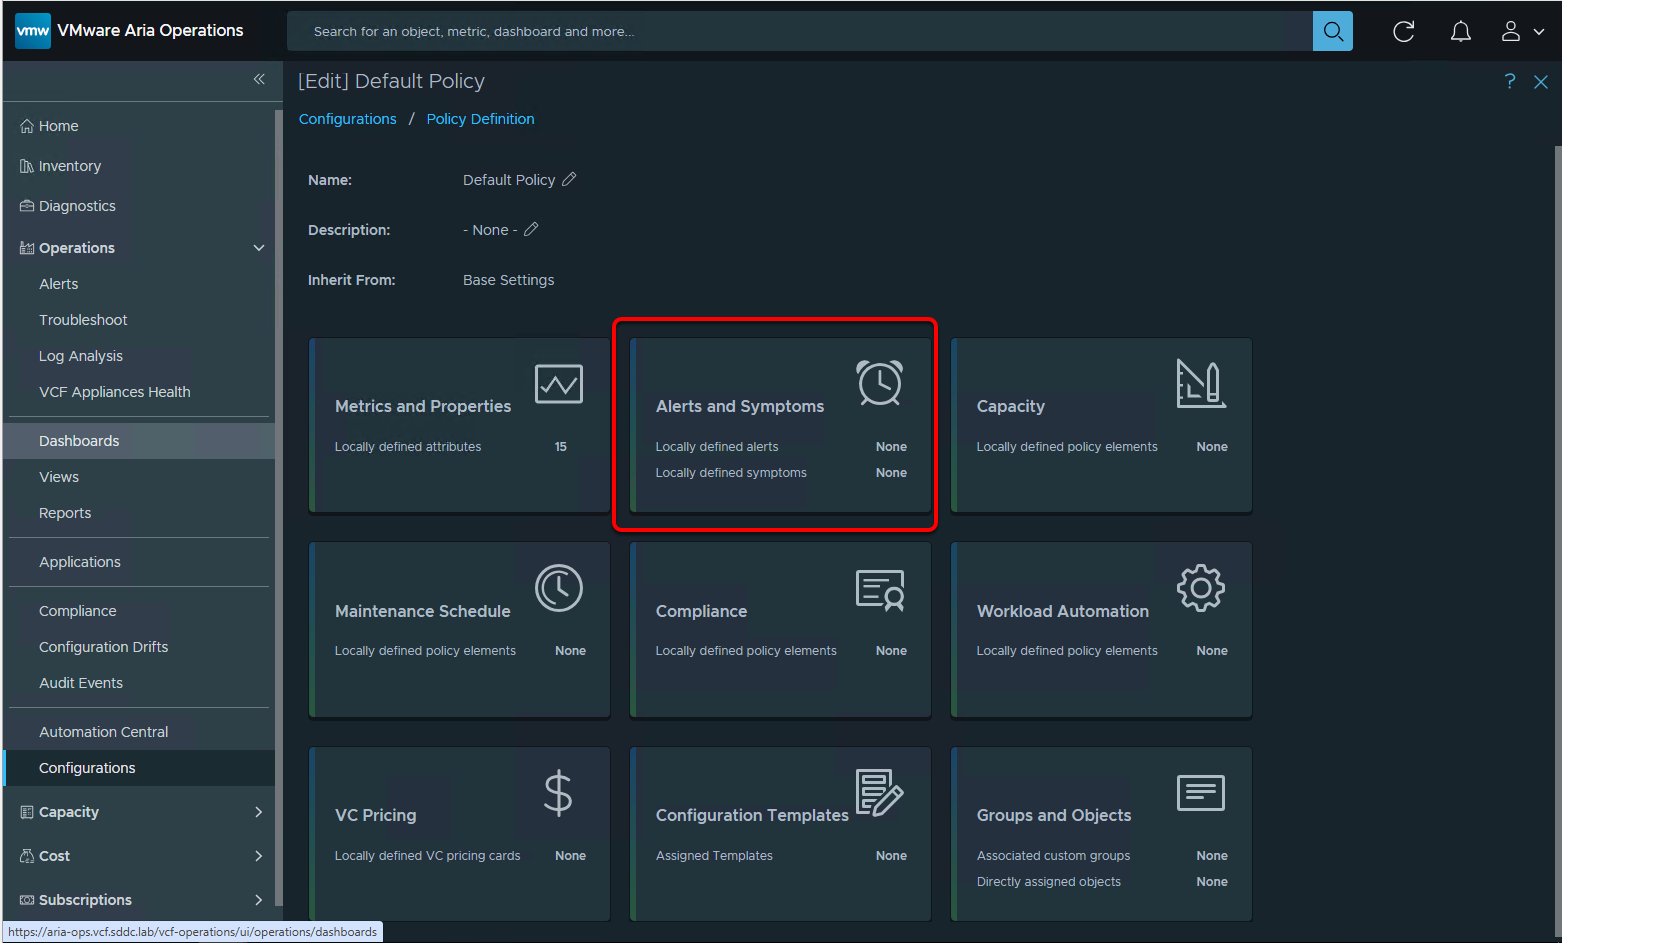 vmw VMware Aria Operations
Search for an object, metric, dashboard and more...
[Edit] Default Policy
?
Configurations / Policy Definition
Home
Inventory
Diagnostics
Operations
Alerts
Troubleshoot
Log Analysis
VCF Appliances Health
Dashboards
Views
Reports
Applications
Compliance
Configuration Drifts
Audit Events
Automation Central
Configurations
Capacity
Cost
Subscriptions
Name: Default Policy
Description: - None -
Inherit From: Base Settings
Metrics and Properties
Locally defined attributes 15
Alerts and Symptoms
Locally defined alerts None
Locally defined symptoms None
Capacity
Locally defined policy elements None
Maintenance Schedule
Locally defined policy elements None
Compliance
Locally defined policy elements None
Workload Automation
Locally defined policy elements None
VC Pricing
Locally defined VC pricing cards None
Configuration Templates
Assigned Templates None
Groups and Objects
Associated custom groups None
Directly assigned objects None
https://aria-ops.vcf.sddc.lab/vcf-operations/ui/operations/dashboards